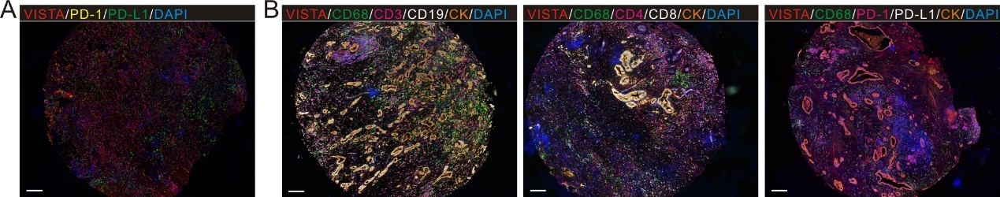 A
VISTA/PD-1/PD-L1/DAPI
B
VISTA/CD68/CD3/CD19/CK/DAPI
VISTA/CD68/CD4/CD8/CK/DAPI
VISTA/CD68/PD-1/PD-L1/CK/DAPI